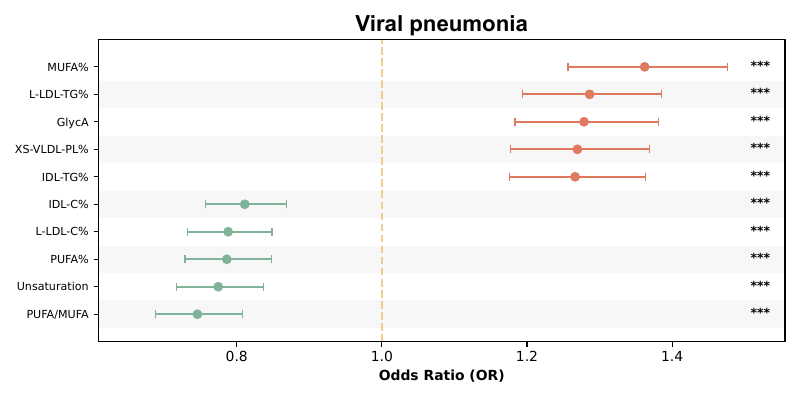 Viral pneumonia
MUFA% ***
L-LDL-TG% ***
GlycA ***
XS-VLDL-PL% ***
IDL-TG% ***
IDL-C% ***
L-LDL-C% ***
PUFA% ***
Unsaturation ***
PUFA/MUFA ***
0.8 1.0 1.2 1.4
Odds Ratio (OR)